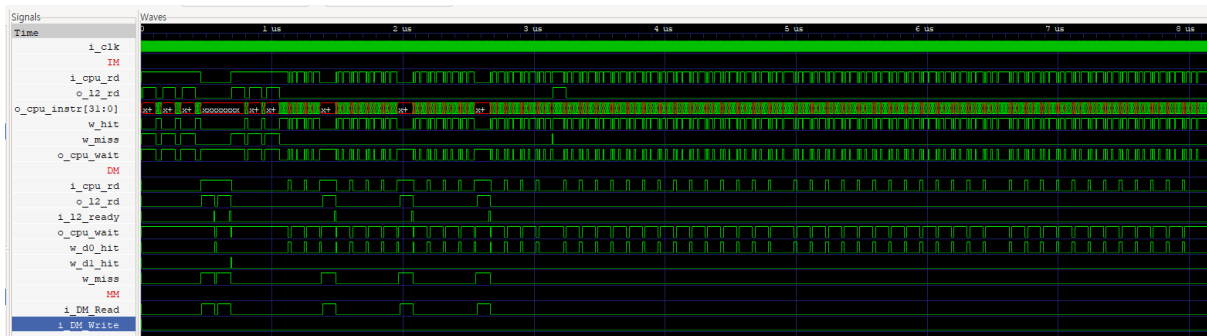 Signals Waves
Time 0 1 us 2 us 3 us 4 us 5 us 6 us 7 us 8 us
i_clk
IM
i_cpu_rd
o_l2_rd
o_cpu_instr[31:0] x+ x+ x+ xxxxxxxx x+ x+ x+ x+ x+
w_hit
w_miss
o_cpu_wait
DM
i_cpu_rd
o_l2_rd
i_l2_ready
o_cpu_wait
w_d0_hit
w_d1_hit
w_miss
MM
i_DM_Read
i_DM_Write